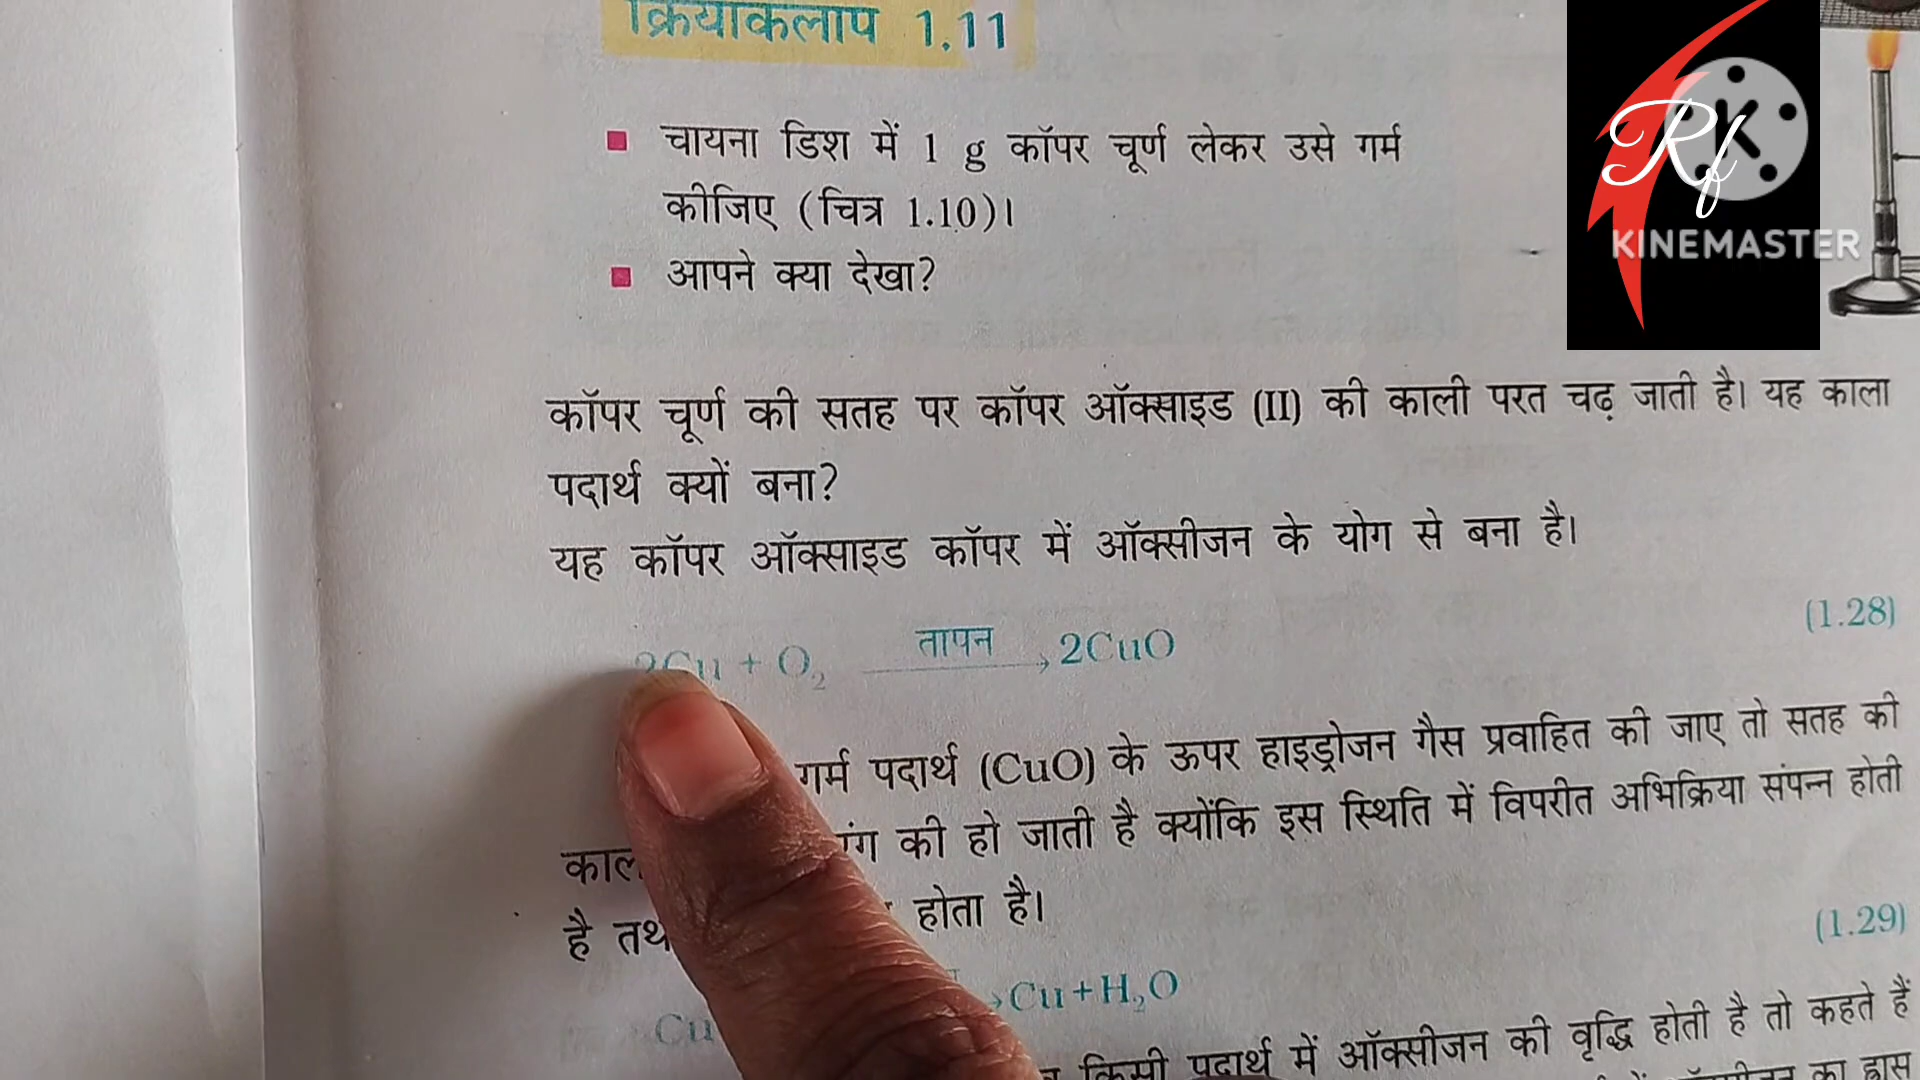 क्रियाकलाप 1.11
चायना डिश में 1 g कॉपर चूर्ण लेकर उसे गर्म
कीजिए (चित्र 1.10)।
आपने क्या देखा?
Rf
K
KINEMASTER
कॉपर चूर्ण की सतह पर कॉपर ऑक्साइड (II) की काली परत चढ़ जाती है। यह काला
पदार्थ क्यों बना?
यह कॉपर ऑक्साइड कॉपर में ऑक्सीजन के योग से बना है।
(1.28)
2Cu + O₂ तापन → 2CuO
गर्म पदार्थ (CuO) के ऊपर हाइड्रोजन गैस प्रवाहित की जाए तो सतह की
की हो जाती है क्योंकि इस स्थिति में विपरीत अभिक्रिया संपन्न होती
है होता है।
(1.29)
Cu → Cu + H₂O
किसी पदार्थ में ऑक्सीजन की वृद्धि होती है तो कहते हैं
का ह्रास